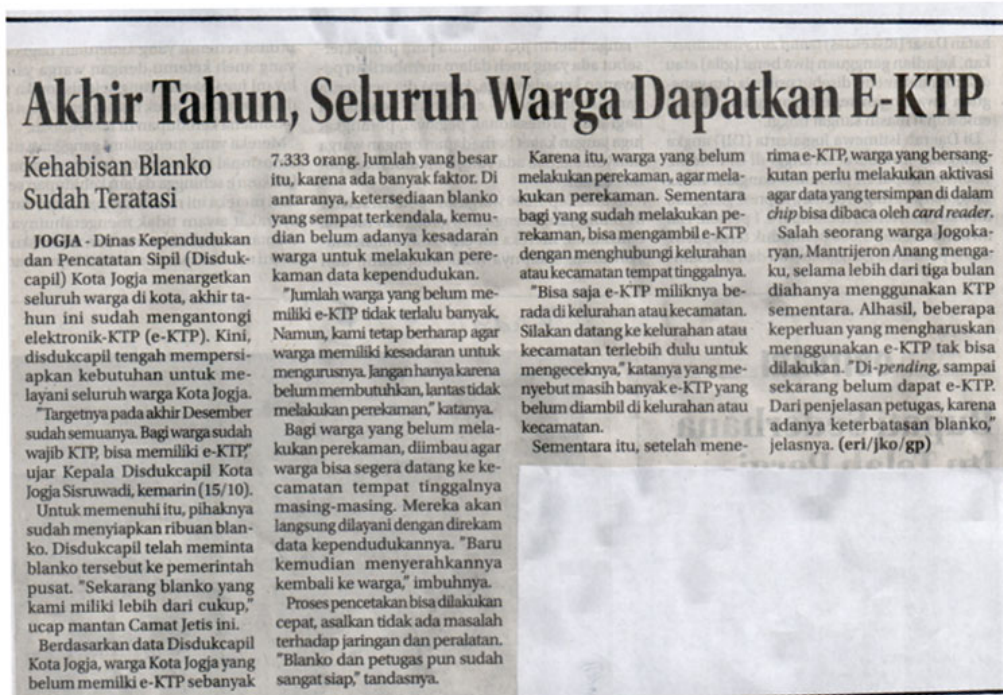 Akhir Tahun, Seluruh Warga Dapatkan E-KTP
Kehabisan Blanko
Sudah Teratasi
JOGJA - Dinas Kependudukan
dan Pencatatan Sipil (Disduk-
capil) Kota Jogja menargetkan
seluruh warga di kota, akhir ta-
hun ini sudah mengantongi
elektronik-KTP (e-KTP). Kini,
disdukcapil tengah mempersi-
apkan kebutuhan untuk me-
layani seluruh warga Kota Jogja.
"Targetnya pada akhir Desember
sudah semuanya. Bagi warga sudah
wajib KTP, bisa memiliki e-KTP,"
ujar Kepala Disdukcapil Kota
Jogja Sisruwadi, kemarin (15/10).
Untuk memenuhi itu, pihaknya
sudah menyiapkan ribuan blan-
ko. Disdukcapil telah meminta
blanko tersebut ke pemerintah
pusat. "Sekarang blanko yang
kami miliki lebih dari cukup,"
ucap mantan Camat Jetis ini.
Berdasarkan data Disdukcapil
Kota Jogja, warga Kota Jogja yang
belum memilki e-KTP sebanyak
7.333 orang. Jumlah yang besar
itu, karena ada banyak faktor. Di
antaranya, ketersediaan blanko
yang sempat terkendala, kemu-
dian belum adanya kesadaran
warga untuk melakukan pere-
kaman data kependudukan.
"Jumlah warga yang belum me-
miliki e-KTP tidak terlalu banyak.
Namun, kami tetap berharap agar
warga memiliki kesadaran untuk
mengurusnya. Jangan hanya karena
belum membutuhkan, lantas tidak
melakukan perekaman," katanya.
Bagi warga yang belum mela-
kukan perekaman, diimbau agar
warga bisa segera datang ke ke-
camatan tempat tinggalnya
masing-masing. Mereka akan
langsung dilayani dengan direkam
data kependudukannya. "Baru
kemudian menyerahkannya
kembali ke warga," imbuhnya.
Proses pencetakan bisa dilakukan
cepat, asalkan tidak ada masalah
terhadap jaringan dan peralatan.
"Blanko dan petugas pun sudah
sangat siap," tandasnya.
Karena itu, warga yang belum
melakukan perekaman, agar mela-
kukan perekaman. Sementara
bagi yang sudah melakukan pe-
rekaman, bisa mengambil e-KTP
dengan menghubungi kelurahan
atau kecamatan tempat tinggalnya.
"Bisa saja e-KTP miliknya be-
rada di kelurahan atau kecamatan.
Silakan datang ke kelurahan atau
kecamatan terlebih dulu untuk
mengeceknya," katanya yang me-
nyebut masih banyak e-KTP yang
belum diambil di kelurahan atau
kecamatan.
Sementara itu, setelah mene-
rima e-KTP, warga yang bersang-
kutan perlu melakukan aktivasi
agar data yang tersimpan di dalam
chip bisa dibaca oleh card reader.
Salah seorang warga Jogoka-
ryan, Mantrijeron Anang menga-
ku, selama lebih dari tiga bulan
diahanya menggunakan KTP
sementara. Alhasil, beberapa
keperluan yang mengharuskan
menggunakan e-KTP tak bisa
dilakukan. "Di-pending, sampai
sekarang belum dapat e-KTP.
Dari penjelasan petugas, karena
adanya keterbatasan blanko,"
jelasnya. (eri/jko/gp)